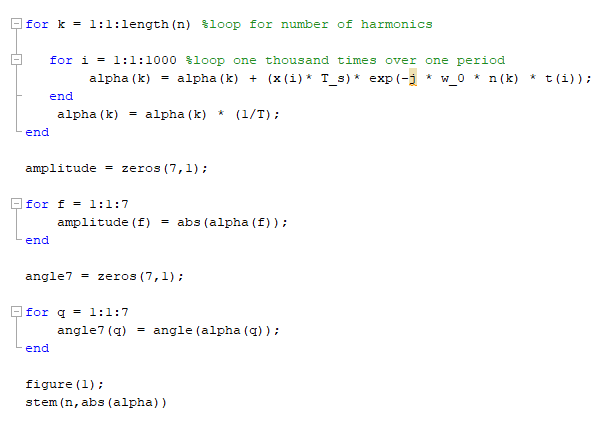 for k = 1:1:length(n) %loop for number of harmonics
for i = 1:1:1000 %loop one thousand times over one period
alpha(k) = alpha(k) + (x(i)* T_s)* exp(-j * w_0 * n(k) * t(i));
end
alpha(k) = alpha(k) * (1/T);
end
amplitude = zeros(7,1);
for f = 1:1:7
amplitude(f) = abs(alpha(f));
end
angle7 = zeros(7,1);
for q = 1:1:7
angle7(q) = angle(alpha(q));
end
figure(1);
stem(n,abs(alpha))